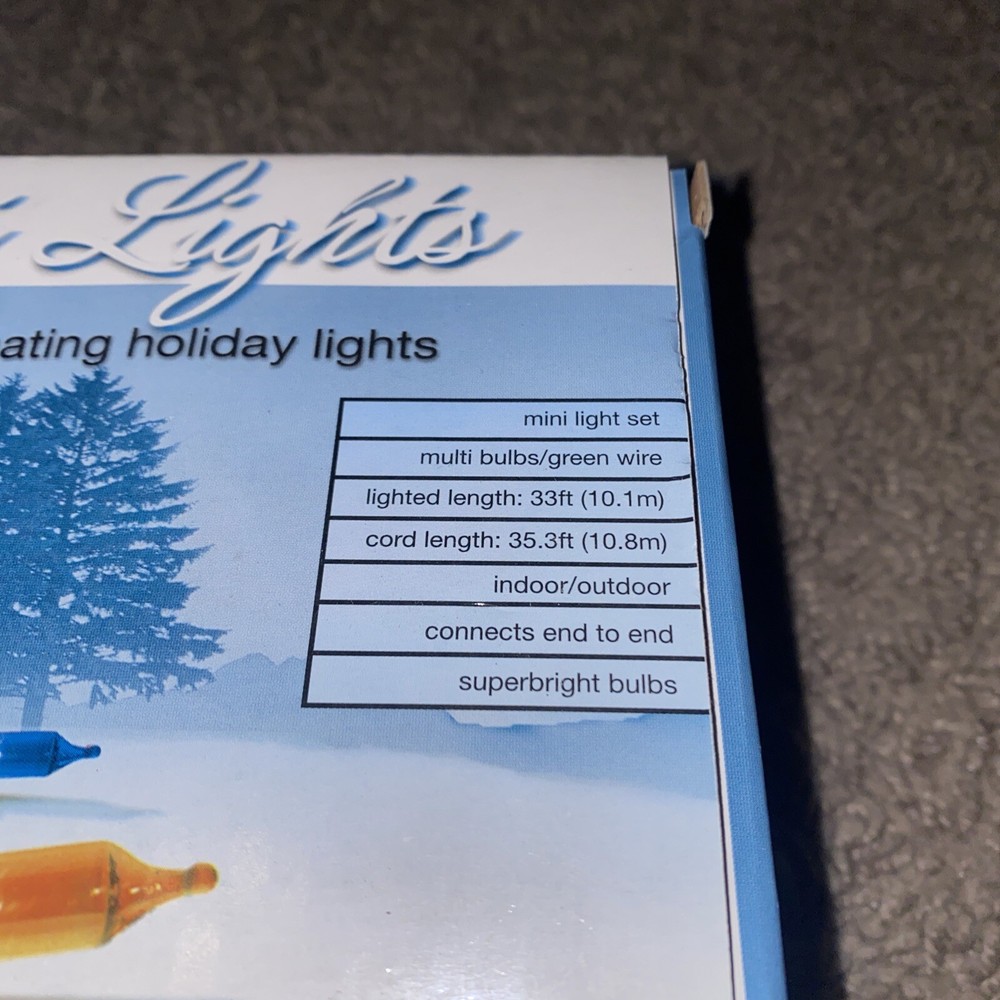 Lights
holiday lights
mini light set
multi bulbs/green wire
lighted length: 33ft (10.1m)
cord length: 35.3ft (10.8m)
indoor/outdoor
connects end to end
superbright bulbs